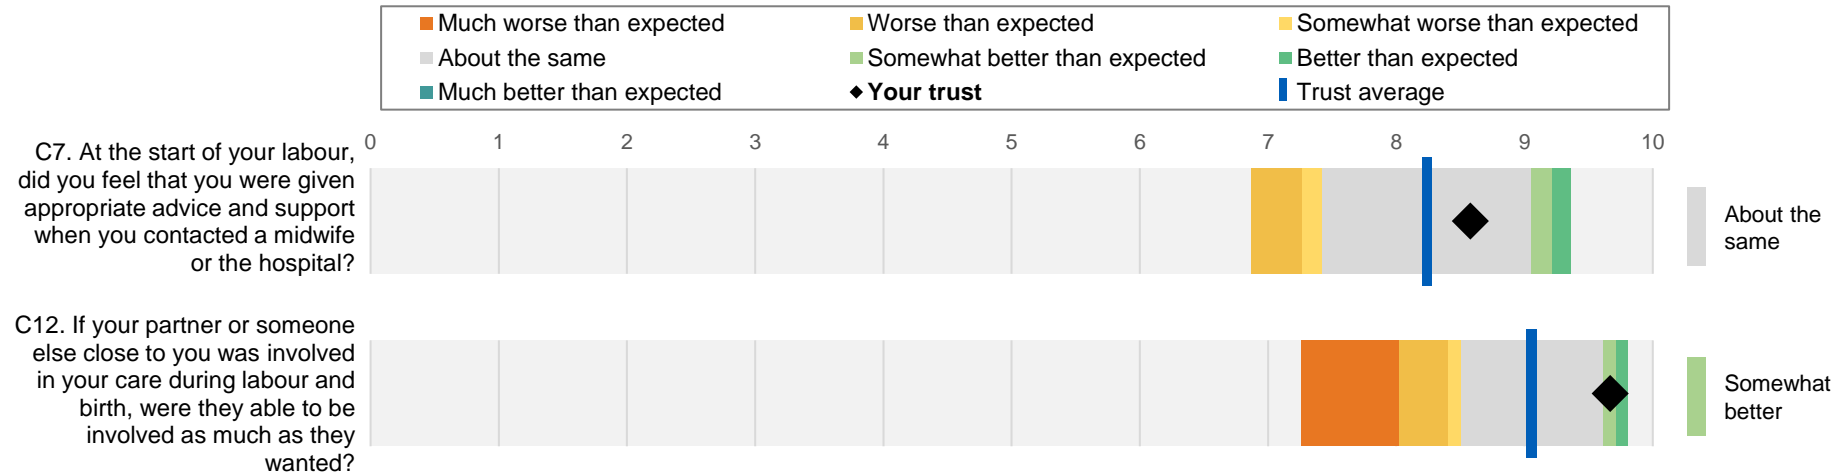 Much worse than expected
Worse than expected
Somewhat worse than expected
About the same
Somewhat better than expected
Better than expected
Much better than expected
Your trust
Trust average
0 1 2 3 4 5 6 7 8 9 10
C7. At the start of your labour,
did you feel that you were given
appropriate advice and support
when you contacted a midwife
or the hospital?
About the
same
C12. If your partner or someone
else close to you was involved
in your care during labour and
birth, were they able to be
involved as much as they
wanted?
Somewhat
better